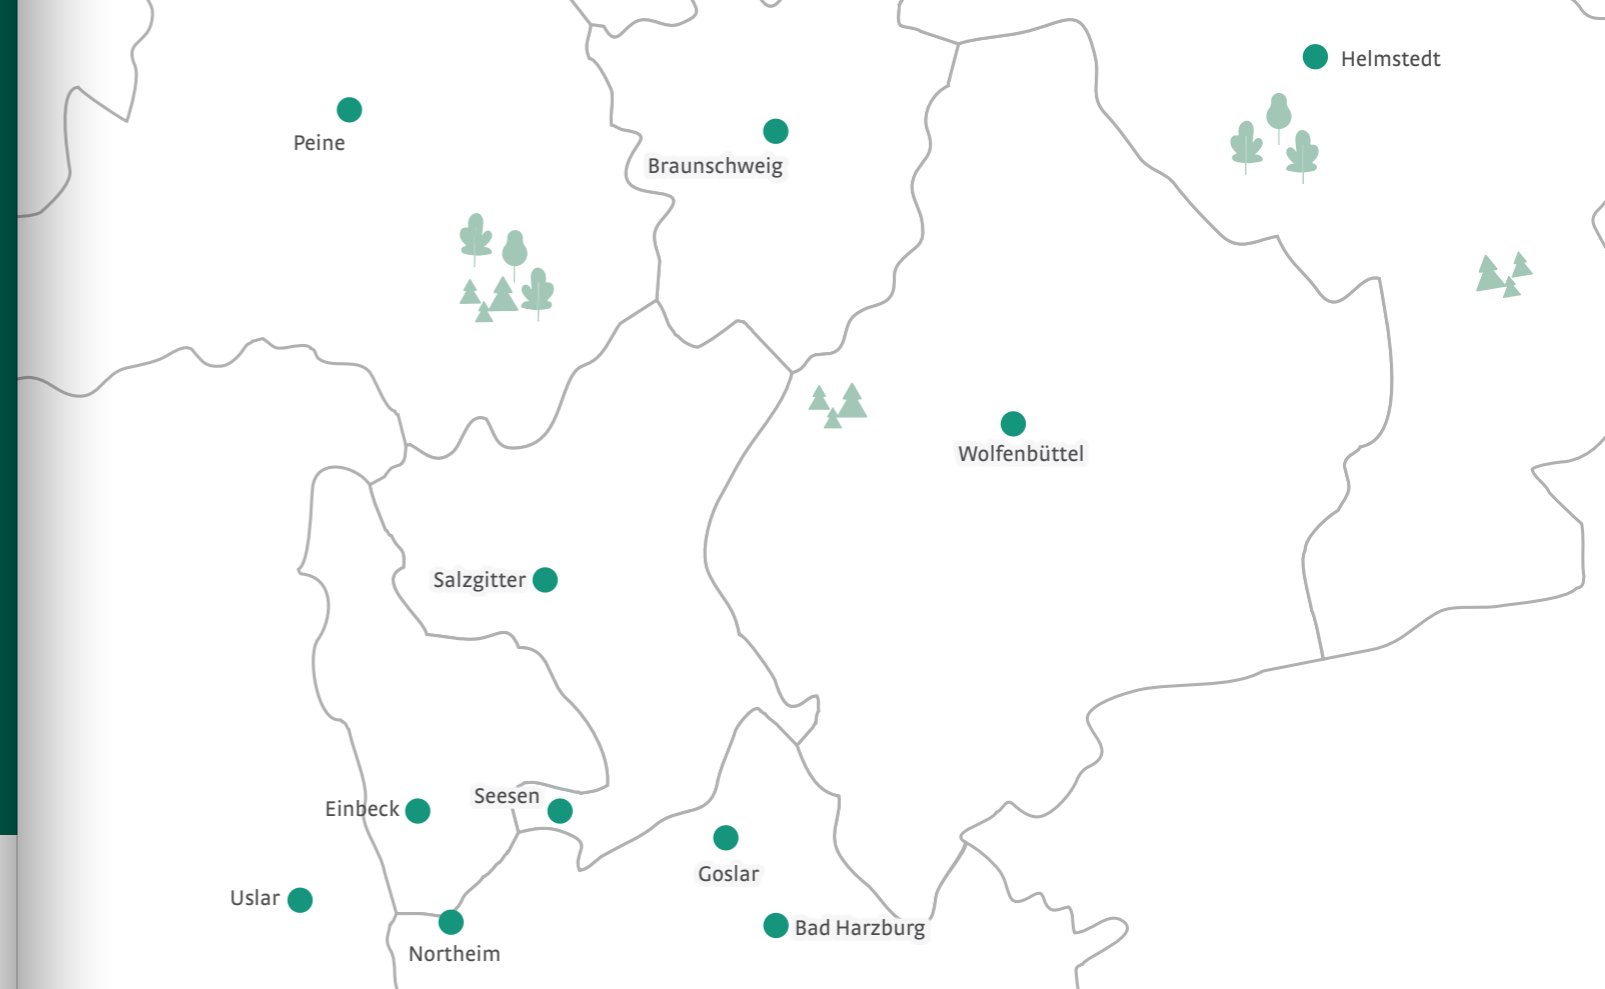 Helmstedt
Peine
Braunschweig
Wolfenbüttel
Salzgitter
Seesen
Einbeck
Goslar
Uslar
Bad Harzburg
Northeim